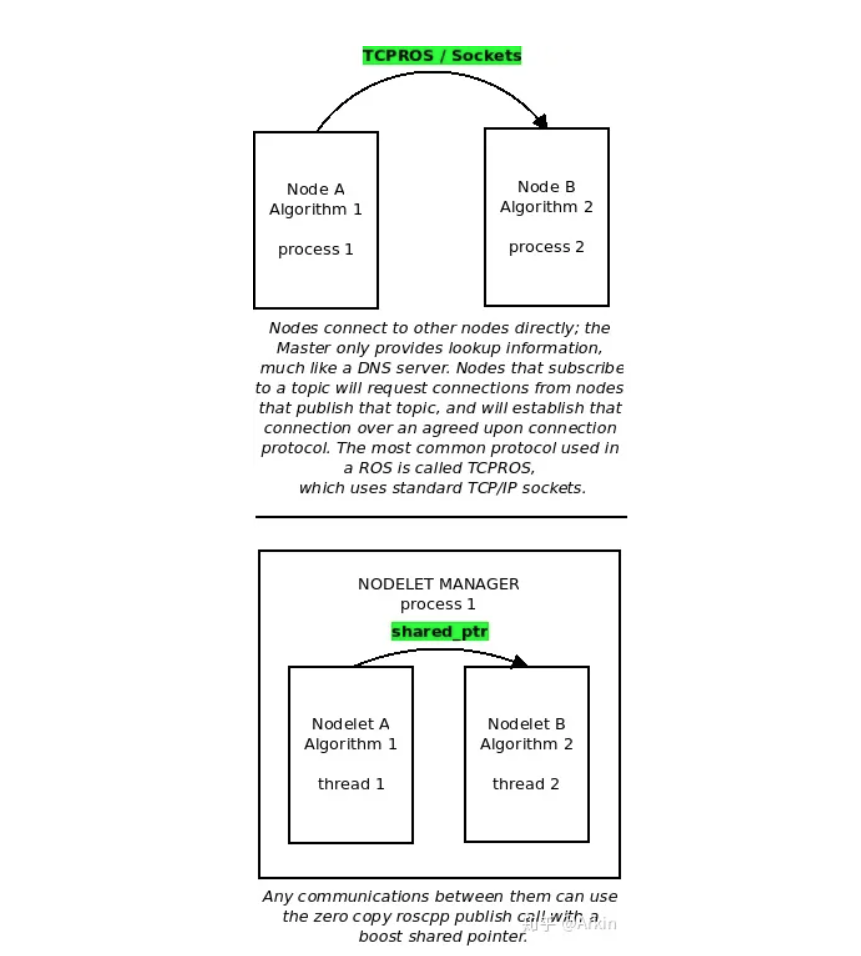 TCPROS / Sockets
Node A
Algorithm 1
process 1
Node B
Algorithm 2
process 2
Nodes connect to other nodes directly; the
Master only provides lookup information,
much like a DNS server. Nodes that subscribe
to a topic will request connections from nodes
that publish that topic, and will establish that
connection over an agreed upon connection
protocol. The most common protocol used in
a ROS is called TCPROS,
which uses standard TCP/IP sockets.
NODELET MANAGER
process 1
shared_ptr
Nodelet A
Algorithm 1
thread 1
Nodelet B
Algorithm 2
thread 2
Any communications between them can use
the zero copy roscpp publish call with a
boost shared pointer.
知乎 @Arkin